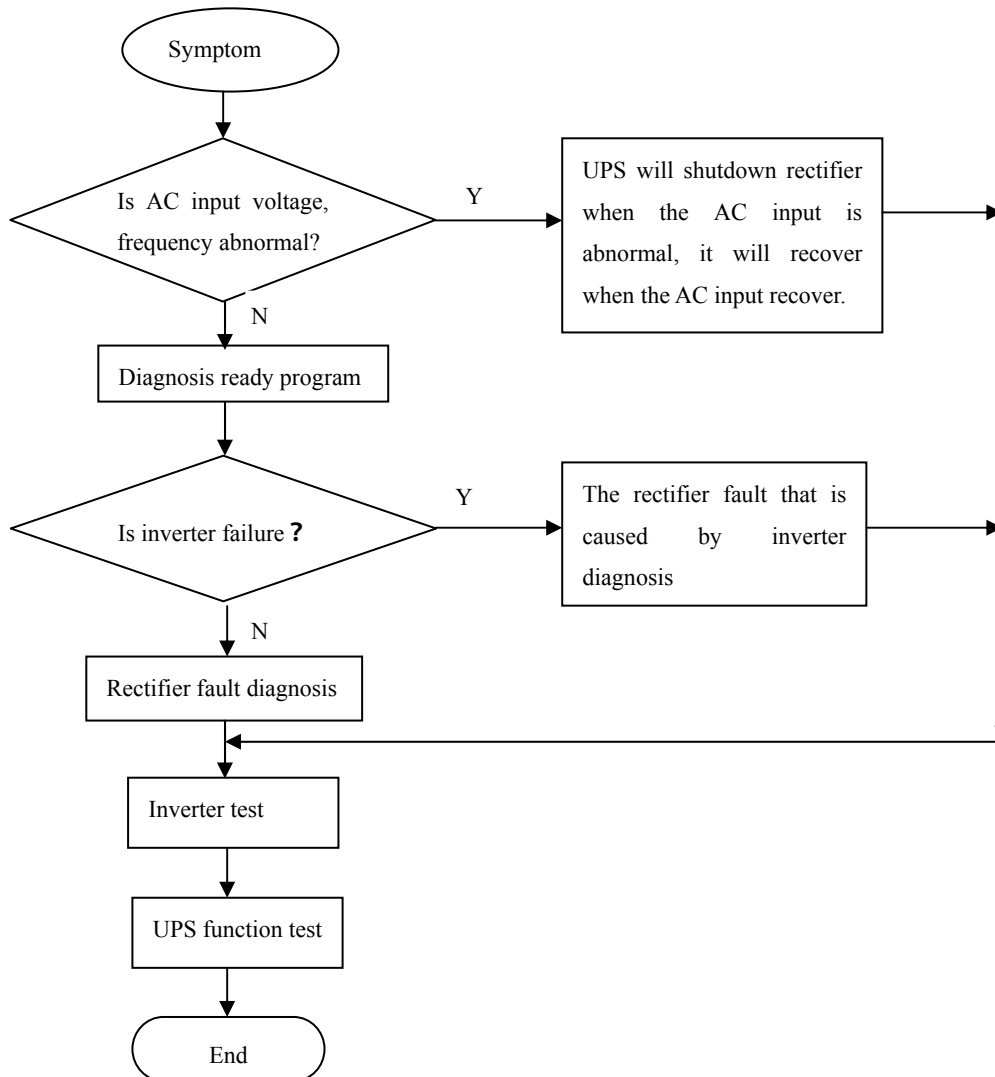 Symptom
Is AC input voltage,
frequency abnormal?
Y
UPS will shutdown rectifier
when the AC input is
abnormal, it will recover
when the AC input recover.
N
Diagnosis ready program
Is inverter failure？
Y
The rectifier fault that is
caused by inverter
diagnosis
N
Rectifier fault diagnosis
Inverter test
UPS function test
End